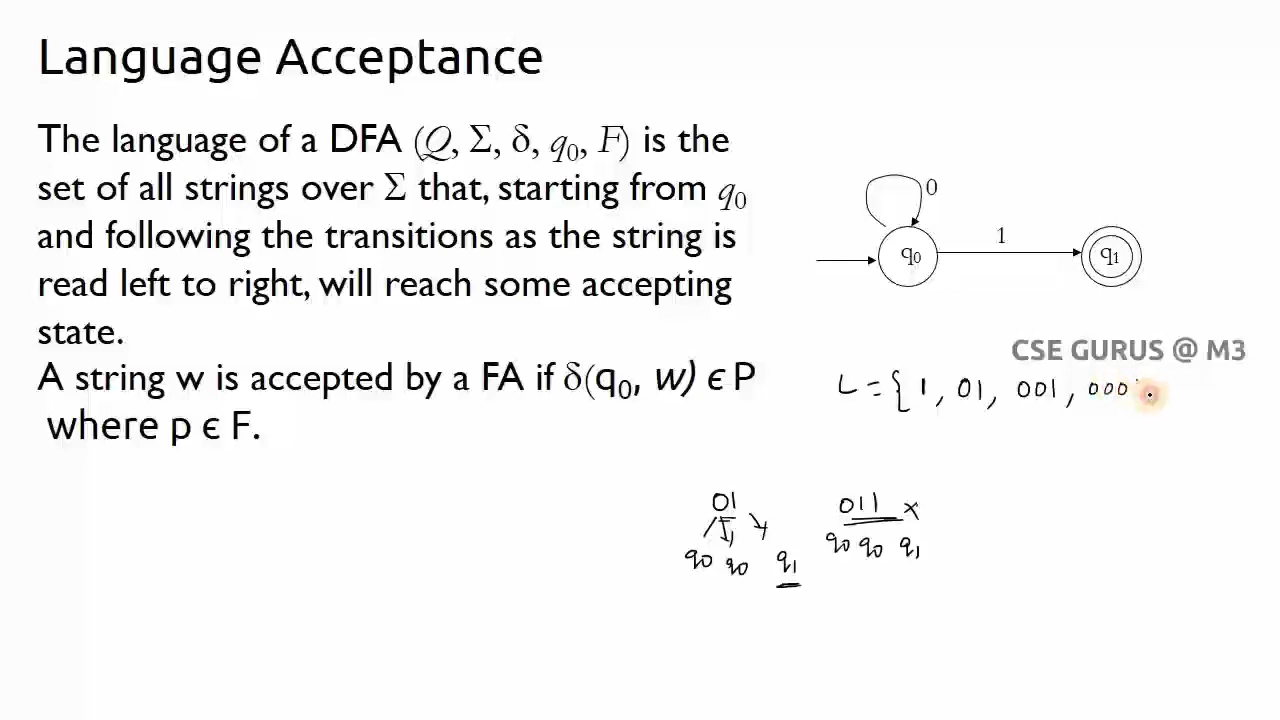 Language Acceptance
The language of a DFA (Q, Σ, δ, q₀, F) is the
set of all strings over Σ that, starting from q₀
and following the transitions as the string is
read left to right, will reach some accepting
state.
A string w is accepted by a FA if δ(q₀, w) ϵ P
where p ϵ F.
0
1
q₀
q₁
CSE GURUS @ M3
L = { 1, 01, 001, 000
01
q0 q0 q1
011 x
q0 q0 q1